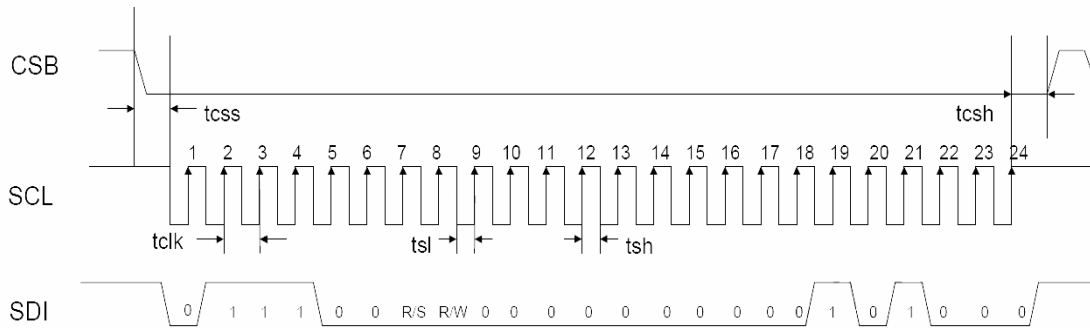 CSB
tcss
tcsh
1 2 3 4 5 6 7 8 9 10 11 12 13 14 15 16 17 18 19 20 21 22 23 24
SCL
tclk
tsl
tsh
SDI
0 1 1 1 0 0 R/S R/W 0 0 0 0 0 0 0 0 0 0 1 0 1 0 0 0